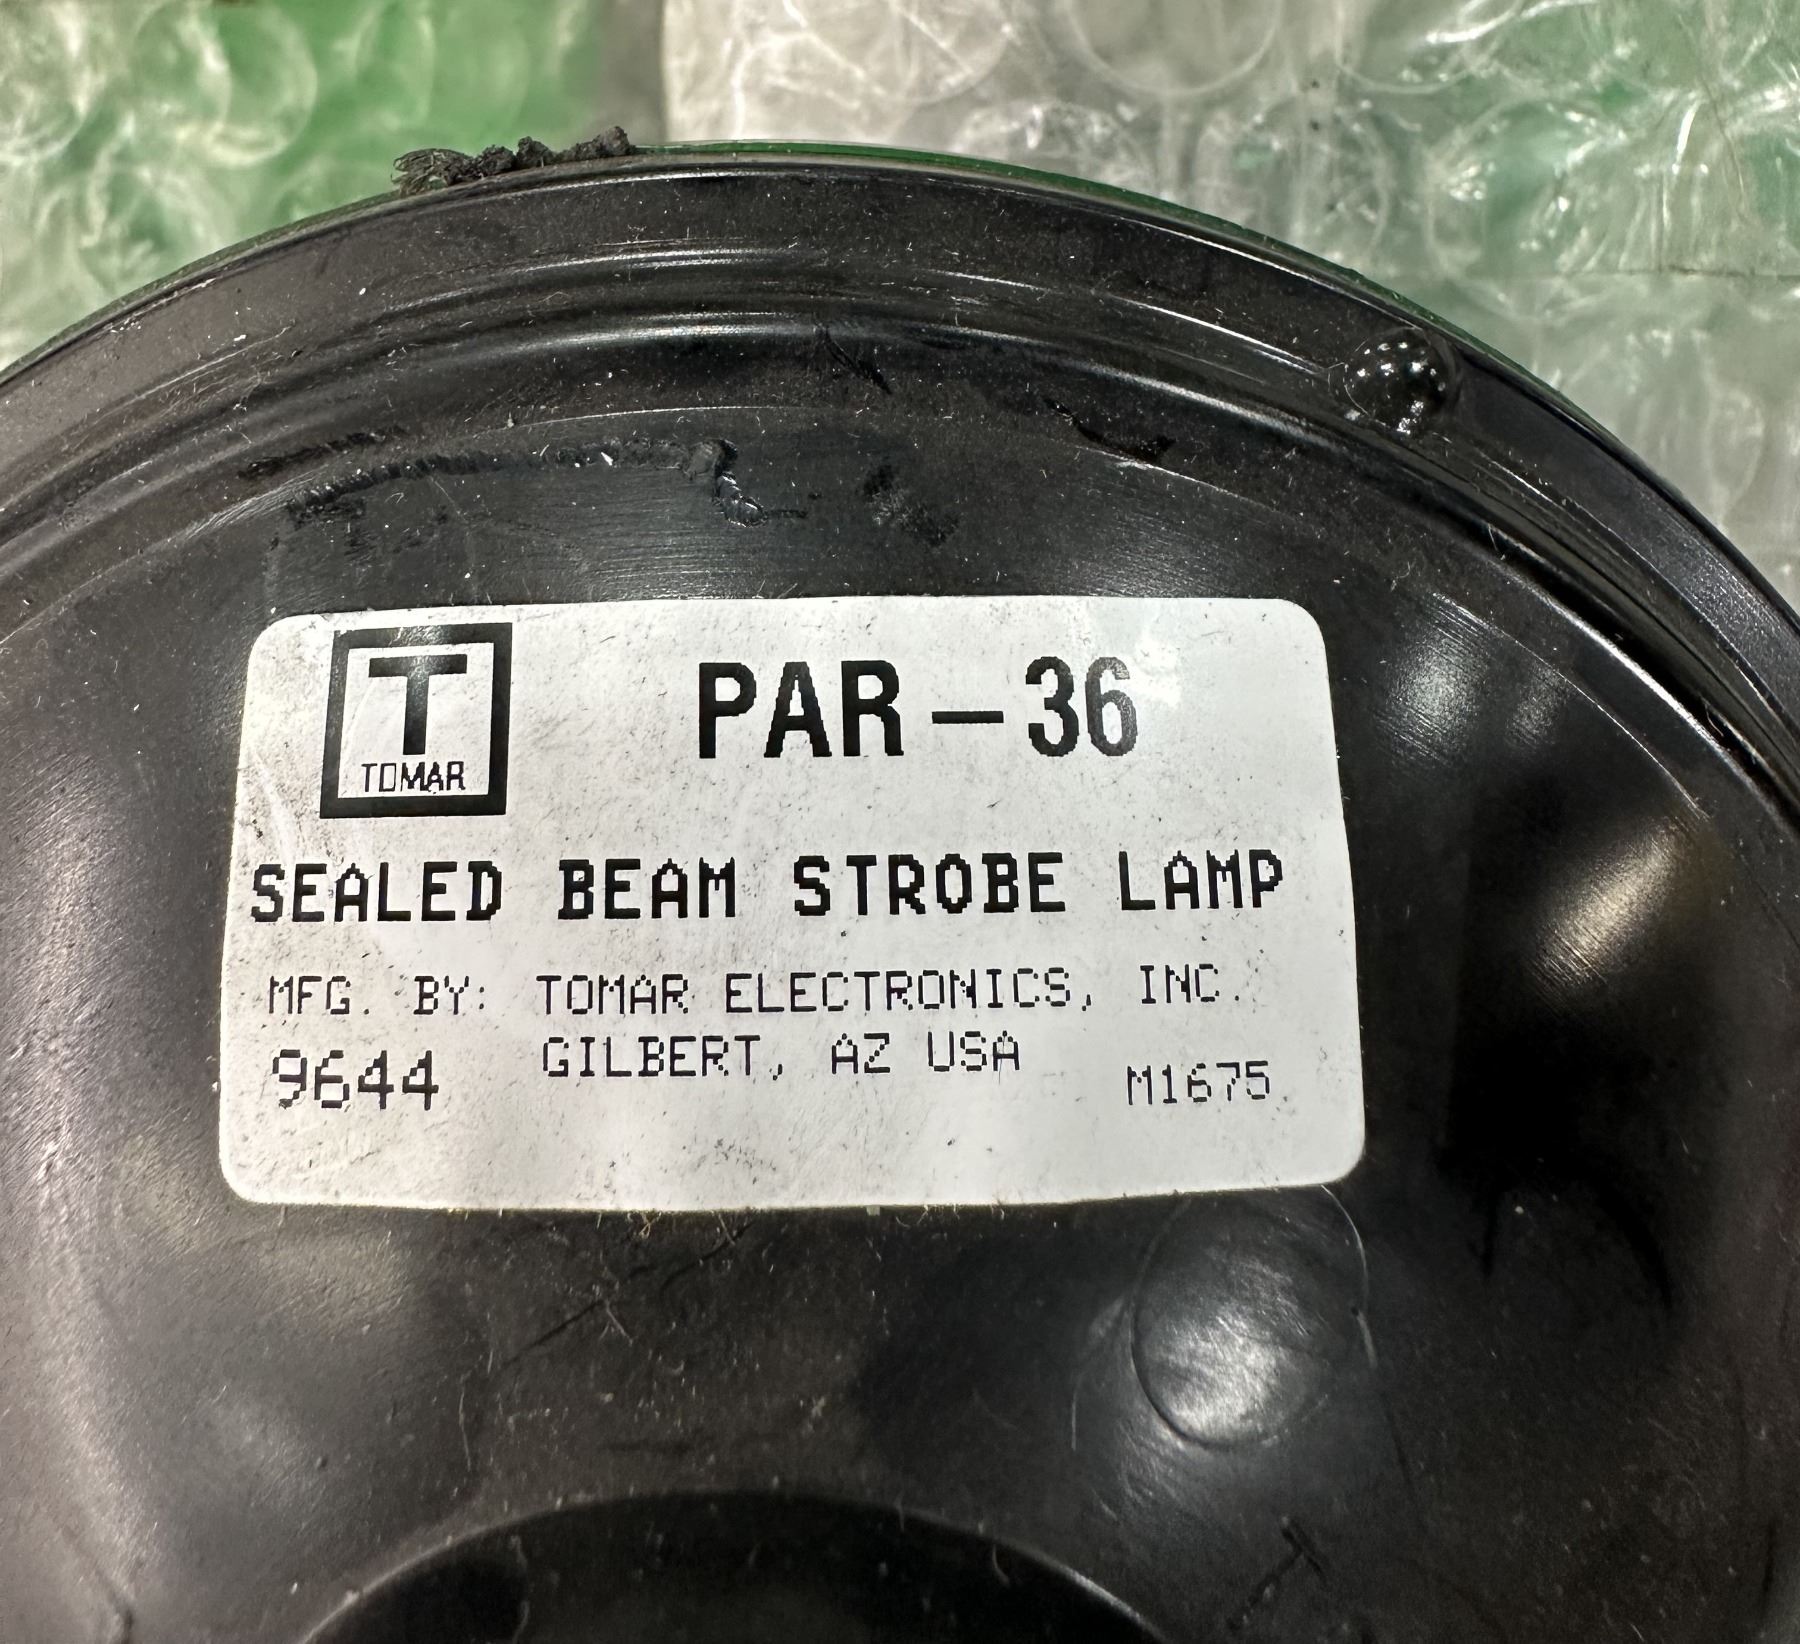 T
TOMAR
PAR-36
SEALED BEAM STROBE LAMP
MFG. BY: TOMAR ELECTRONICS, INC.
GILBERT, AZ USA
9644
M1675